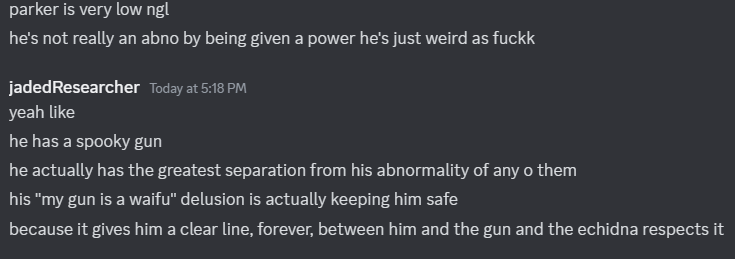 parker is very low ngl
he's not really an abno by being given a power he's just weird as fuckk
jadedResearcher Today at 5:18 PM
yeah like
he has a spooky gun
he actually has the greatest separation from his abnormality of any o them
his "my gun is a waifu" delusion is actually keeping him safe
because it gives him a clear line, forever, between him and the gun and the echidna respects it